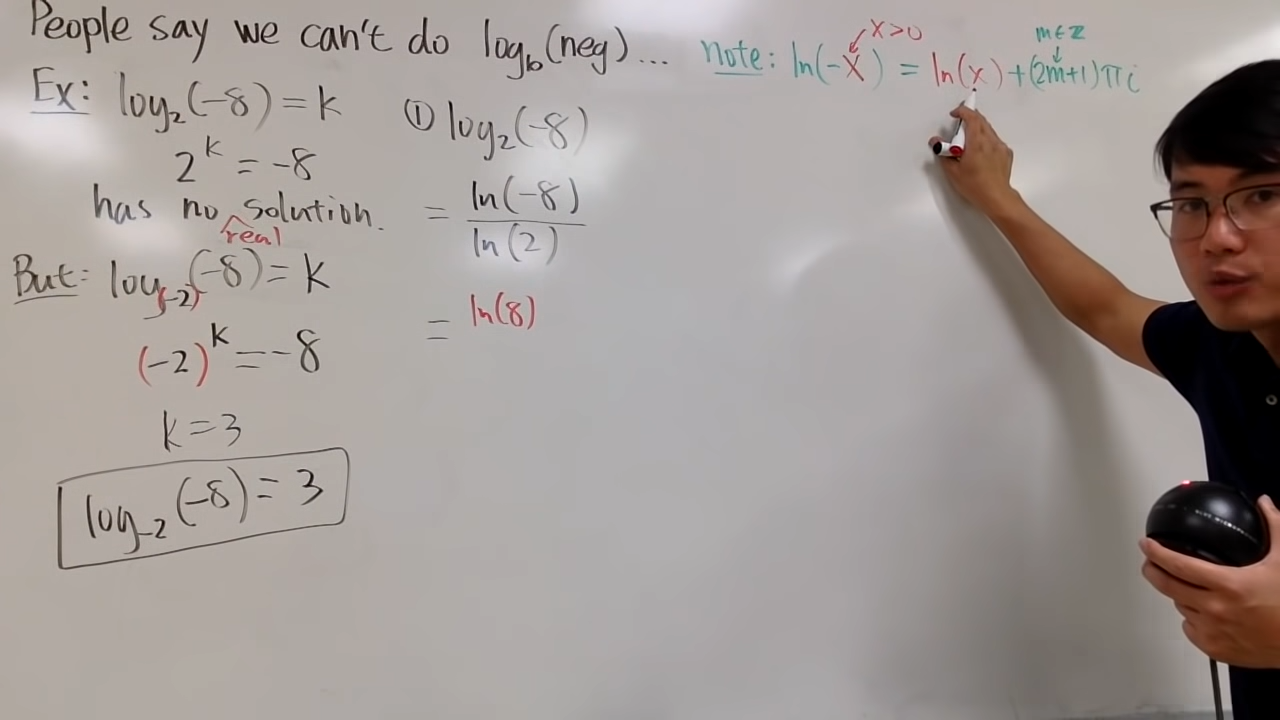 People say we can't do log_b(neg)...
Ex: log₂(-8) = k
2^k = -8
has no real solution.
But: log_(-2)(-8) = k
(-2)^k = -8
k = 3
log_-2(-8) = 3
① log₂(-8)
= ln(-8) / ln(2)
= ln(8)
note: ln(-x) = ln(x) + (2m+1)πi
x>0
m∈ℤ